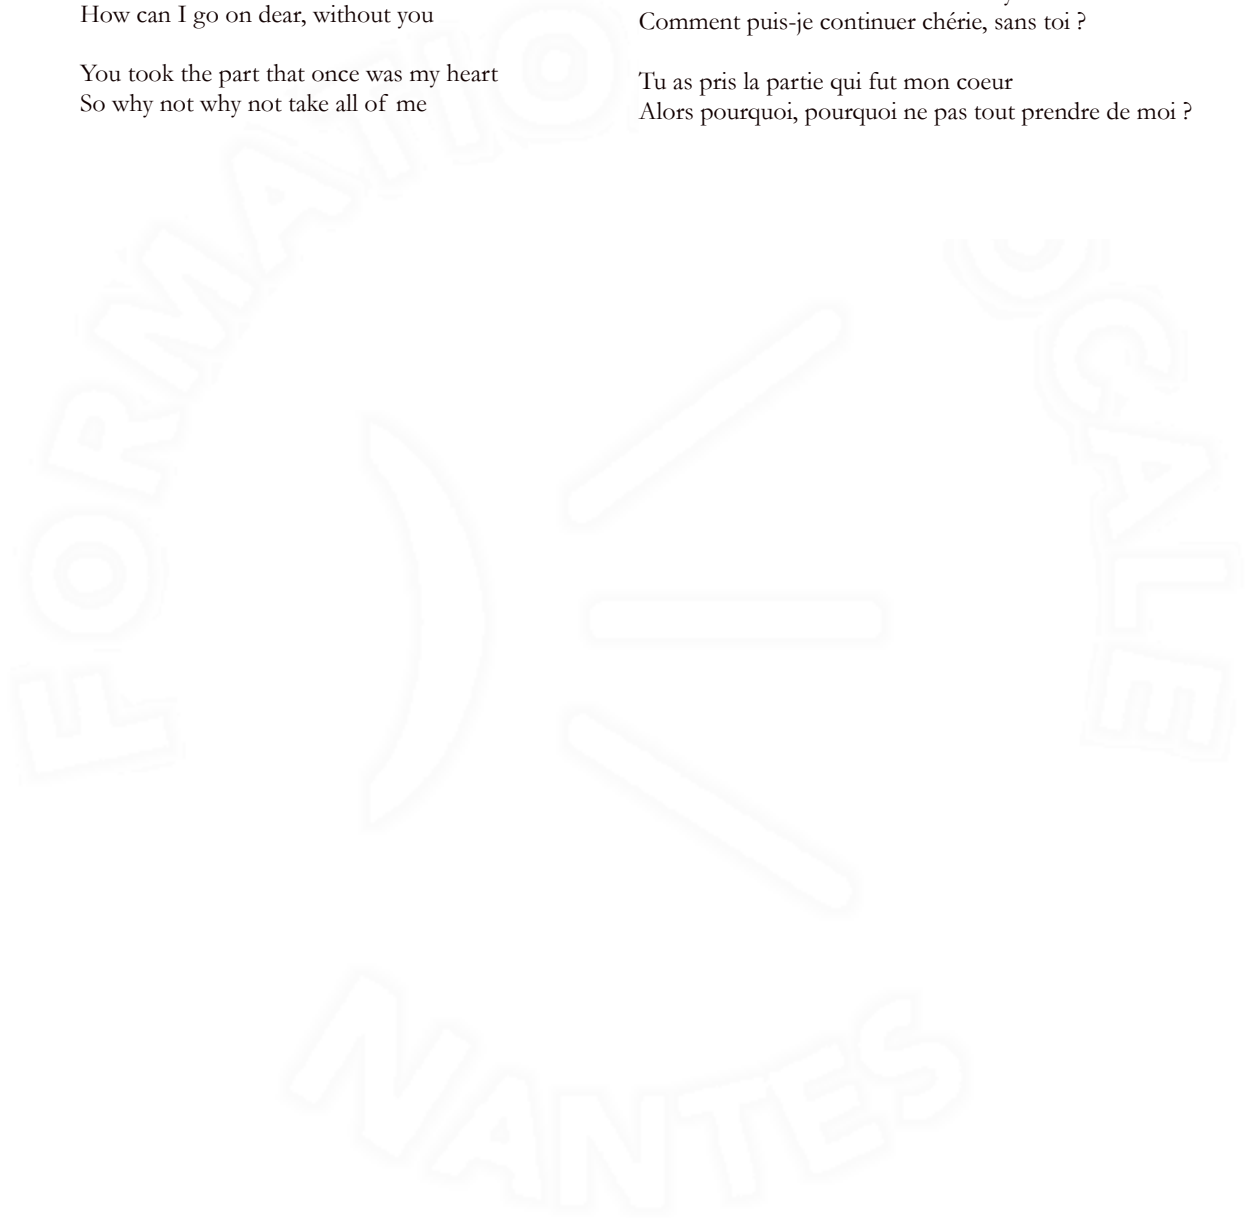 How can I go on dear, without you
You took the part that once was my heart
So why not why not take all of me
Comment puis-je continuer chérie, sans toi ?
Tu as pris la partie qui fut mon coeur
Alors pourquoi, pourquoi ne pas tout prendre de moi ?
FORMATIO
OCALE
NANTES